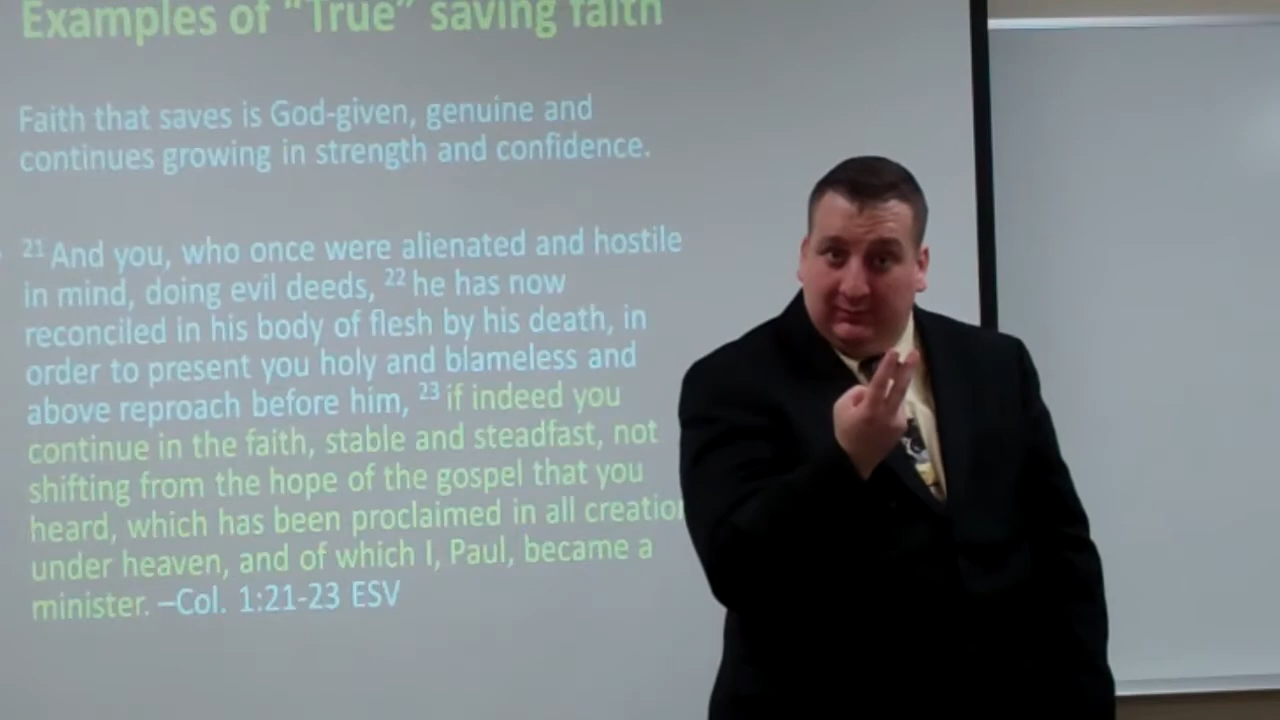 Examples of "True" saving faith
Faith that saves is God-given, genuine and
continues growing in strength and confidence.
21 And you, who once were alienated and hostile
in mind, doing evil deeds, 22 he has now
reconciled in his body of flesh by his death, in
order to present you holy and blameless and
above reproach before him, 23 if indeed you
continue in the faith, stable and steadfast, not
shifting from the hope of the gospel that you
heard, which has been proclaimed in all creation
under heaven, and of which I, Paul, became a
minister. –Col. 1:21-23 ESV